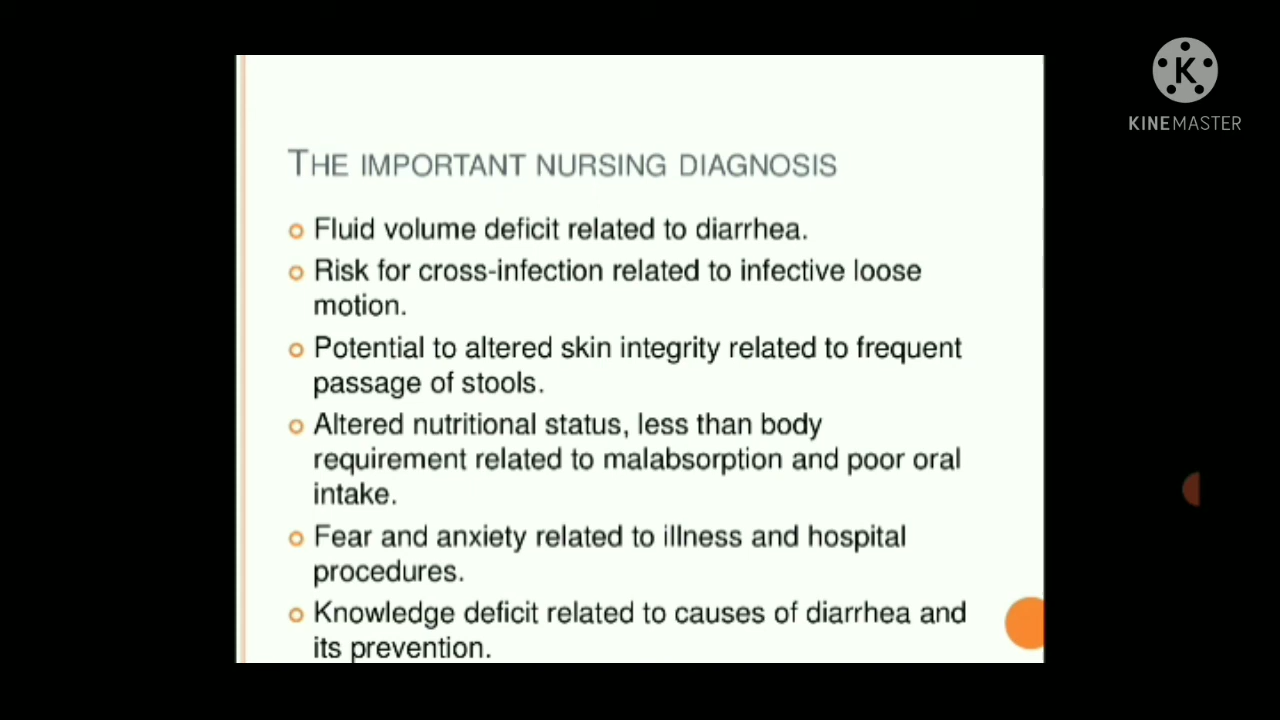 THE IMPORTANT NURSING DIAGNOSIS
Fluid volume deficit related to diarrhea.
Risk for cross-infection related to infective loose
motion.
Potential to altered skin integrity related to frequent
passage of stools.
Altered nutritional status, less than body
requirement related to malabsorption and poor oral
intake.
Fear and anxiety related to illness and hospital
procedures.
Knowledge deficit related to causes of diarrhea and
its prevention.
K
KINEMASTER